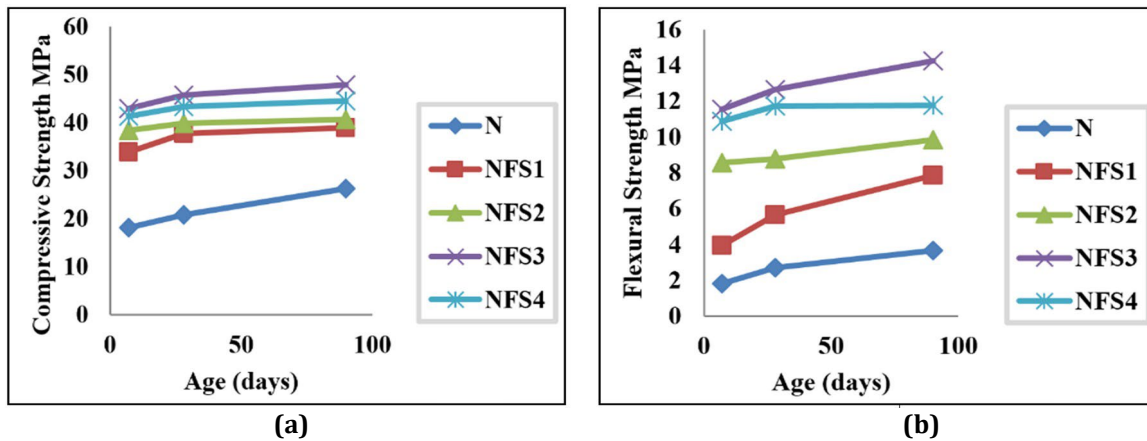 Compressive Strength MPa
60
50
40
30
20
10
0
0 50 100
Age (days)
N
NFS1
NFS2
NFS3
NFS4
(a)
Flexural Strength MPa
16
14
12
10
8
6
4
2
0
0 50 100
Age (days)
N
NFS1
NFS2
NFS3
NFS4
(b)